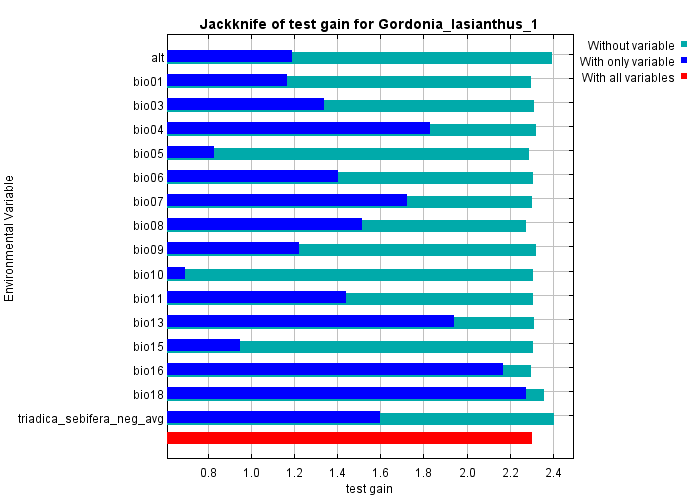 Jackknife of test gain for Gordonia_lasianthus_1
Without variable
With only variable
With all variables
Environmental Variable
alt
bio01
bio03
bio04
bio05
bio06
bio07
bio08
bio09
bio10
bio11
bio13
bio15
bio16
bio18
triadica_sebifera_neg_avg
0.8 1.0 1.2 1.4 1.6 1.8 2.0 2.2 2.4
test gain